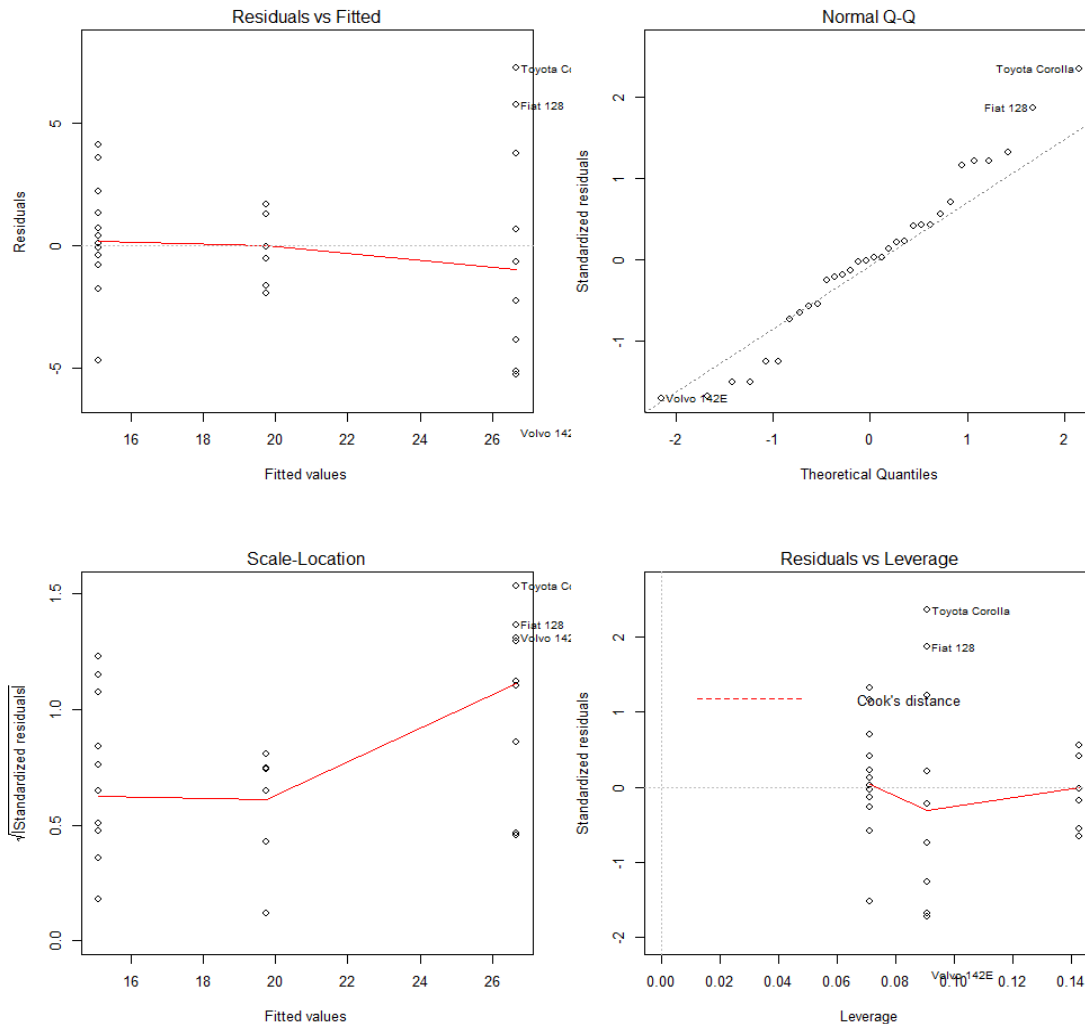 Residuals vs Fitted
Residuals
5
0
-5
Toyota Co
Fiat 128
Volvo 142
16 18 20 22 24 26
Fitted values
Normal Q-Q
Standardized residuals
2
1
0
-1
Toyota Corolla
Fiat 128
Volvo 142E
-2 -1 0 1 2
Theoretical Quantiles
Scale-Location
√|Standardized residuals|
1.5
1.0
0.5
0.0
Toyota Co
Fiat 128
Volvo 142
16 18 20 22 24 26
Fitted values
Residuals vs Leverage
Standardized residuals
2
1
0
-1
-2
Toyota Corolla
Fiat 128
Cook's distance
Volvo 142E
0.00 0.02 0.04 0.06 0.08 0.10 0.12 0.14
Leverage